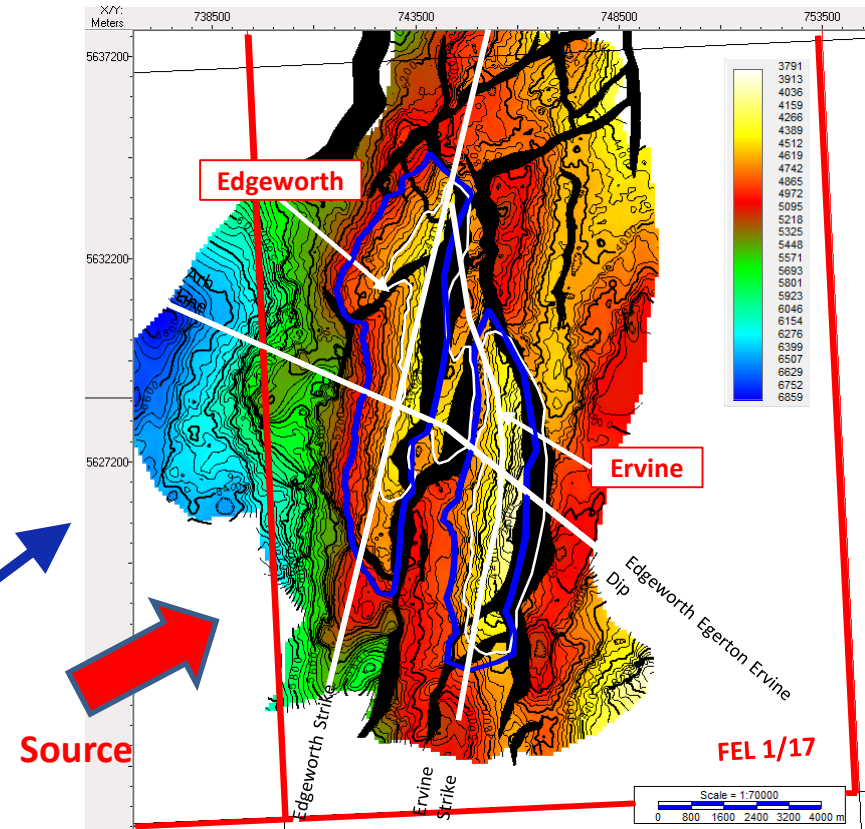 X/Y:
Meters
738500
743500
748500
753500
5637200
5632200
5627200
3791
3913
4036
4159
4266
4389
4512
4619
4742
4865
4972
5095
5218
5325
5448
5571
5693
5801
5923
6046
6154
6276
6399
6507
6629
6752
6859
Edgeworth
Arb
line
Ervine
Edgeworth Egerton Ervine
Dip
Source
Edgeworth Strike
Ervine
Strike
FEL 1/17
Scale = 1:70000
0 800 1600 2400 3200 4000 m